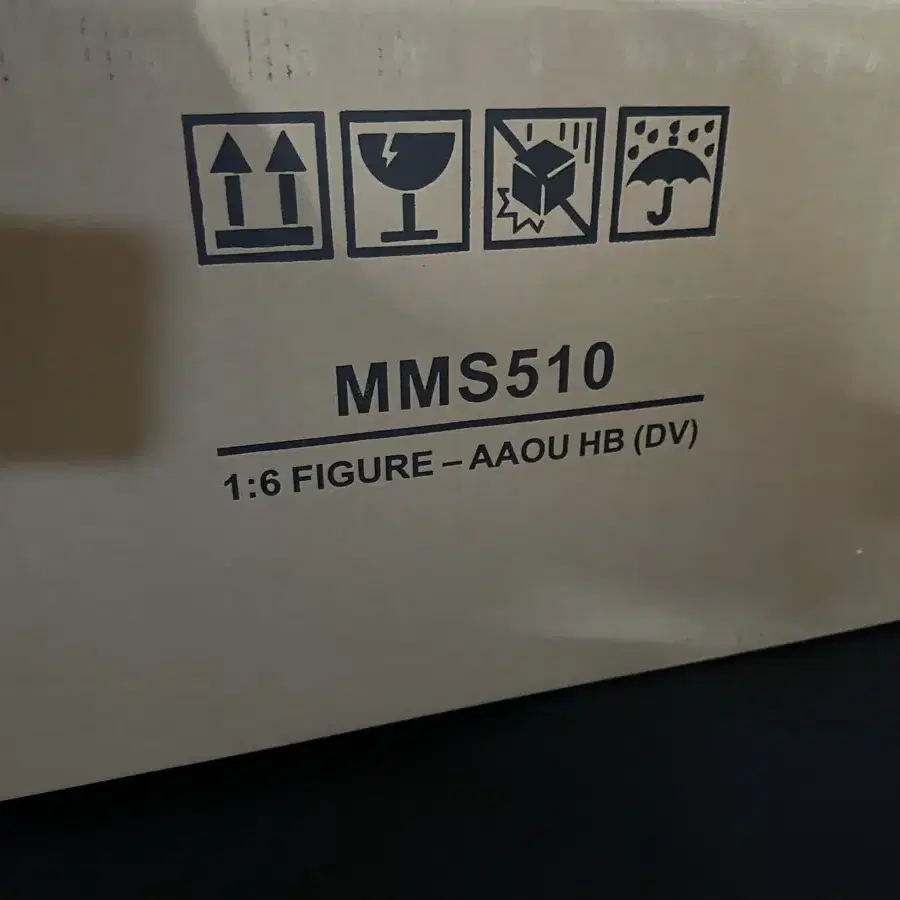 MMS510
1:6 FIGURE – AAOU HB (DV)